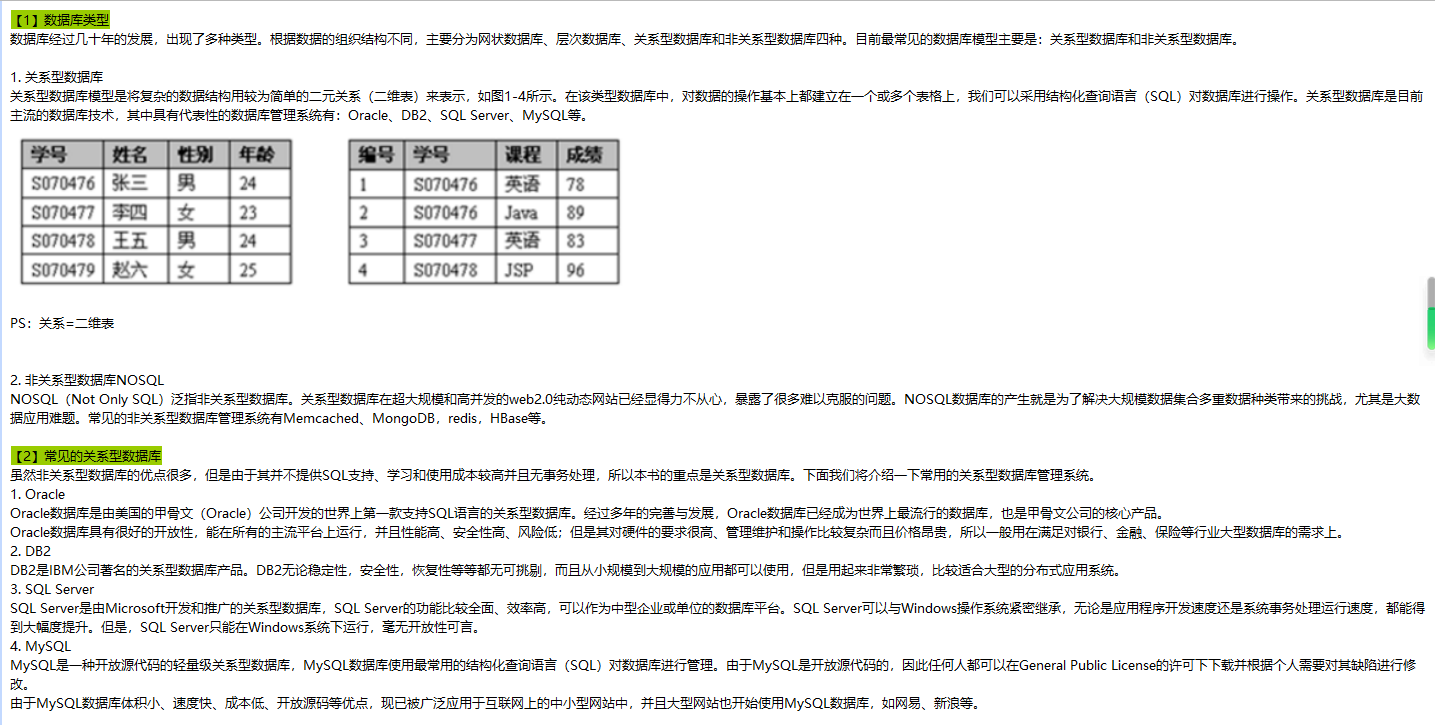 【1】数据库类型
数据库经过几十年的发展，出现了多种类型。根据数据的组织结构不同，主要分为网状数据库、层次数据库、关系型数据库和非关系型数据库四种。目前最常见的数据库模型主要是：关系型数据库和非关系型数据库。
1. 关系型数据库
关系型数据库模型是将复杂的数据结构用较为简单的二元关系（二维表）来表示，如图1-4所示。在该类型数据库中，对数据的操作基本上都建立在一个或多个表格上，我们可以采用结构化查询语言（SQL）对数据库进行操作。关系型数据库是目前
主流的数据库技术，其中具有代表性的数据库管理系统有：Oracle、DB2、SQL Server、MySQL等。
学号 姓名 性别 年龄
S070476 张三 男 24
S070477 李四 女 23
S070478 王五 男 24
S070479 赵六 女 25
编号 学号 课程 成绩
1 S070476 英语 78
2 S070476 Java 89
3 S070477 英语 83
4 S070478 JSP 96
PS：关系=二维表
2. 非关系型数据库NOSQL
NOSQL（Not Only SQL）泛指非关系型数据库。关系型数据库在超大规模和高并发的web2.0纯动态网站已经显得力不从心，暴露了很多难以克服的问题。NOSQL数据库的产生就是为了解决大规模数据集合多重数据种类带来的挑战，尤其是大数
据应用难题。常见的非关系型数据库管理系统有Memcached、MongoDB，redis，HBase等。
【2】常见的关系型数据库
虽然非关系型数据库的优点很多，但是由于其并不提供SQL支持、学习和使用成本较高并且无事务处理，所以本书的重点是关系型数据库。下面我们将介绍一下常用的关系型数据库管理系统。
1. Oracle
Oracle数据库是由美国的甲骨文（Oracle）公司开发的世界上第一款支持SQL语言的关系型数据库。经过多年的完善与发展，Oracle数据库已经成为世界上最流行的数据库，也是甲骨文公司的核心产品。
Oracle数据库具有很好的开放性，能在所有的主流平台上运行，并且性能高、安全性高、风险低；但是其对硬件的要求很高、管理维护和操作比较复杂而且价格昂贵，所以一般用在满足对银行、金融、保险等行业大型数据库的需求上。
2. DB2
DB2是IBM公司著名的关系型数据库产品。DB2无论稳定性，安全性，恢复性等等都无可挑剔，而且从小规模到大规模的应用都可以使用，但是用起来非常繁琐，比较适合大型的分布式应用系统。
3. SQL Server
SQL Server是由Microsoft开发和推广的关系型数据库，SQL Server的功能比较全面、效率高，可以作为中型企业或单位的数据库平台。SQL Server可以与Windows操作系统紧密继承，无论是应用程序开发速度还是系统事务处理运行速度，都能得
到大幅度提升。但是，SQL Server只能在Windows系统下运行，毫无开放性可言。
4. MySQL
MySQL是一种开放源代码的轻量级关系型数据库，MySQL数据库使用最常用的结构化查询语言（SQL）对数据库进行管理。由于MySQL是开放源代码的，因此任何人都可以在General Public License的许可下下载并根据个人需要对其缺陷进行修
改。
由于MySQL数据库体积小、速度快、成本低、开放源码等优点，现已被广泛应用于互联网上的中小型网站中，并且大型网站也开始使用MySQL数据库，如网易、新浪等。